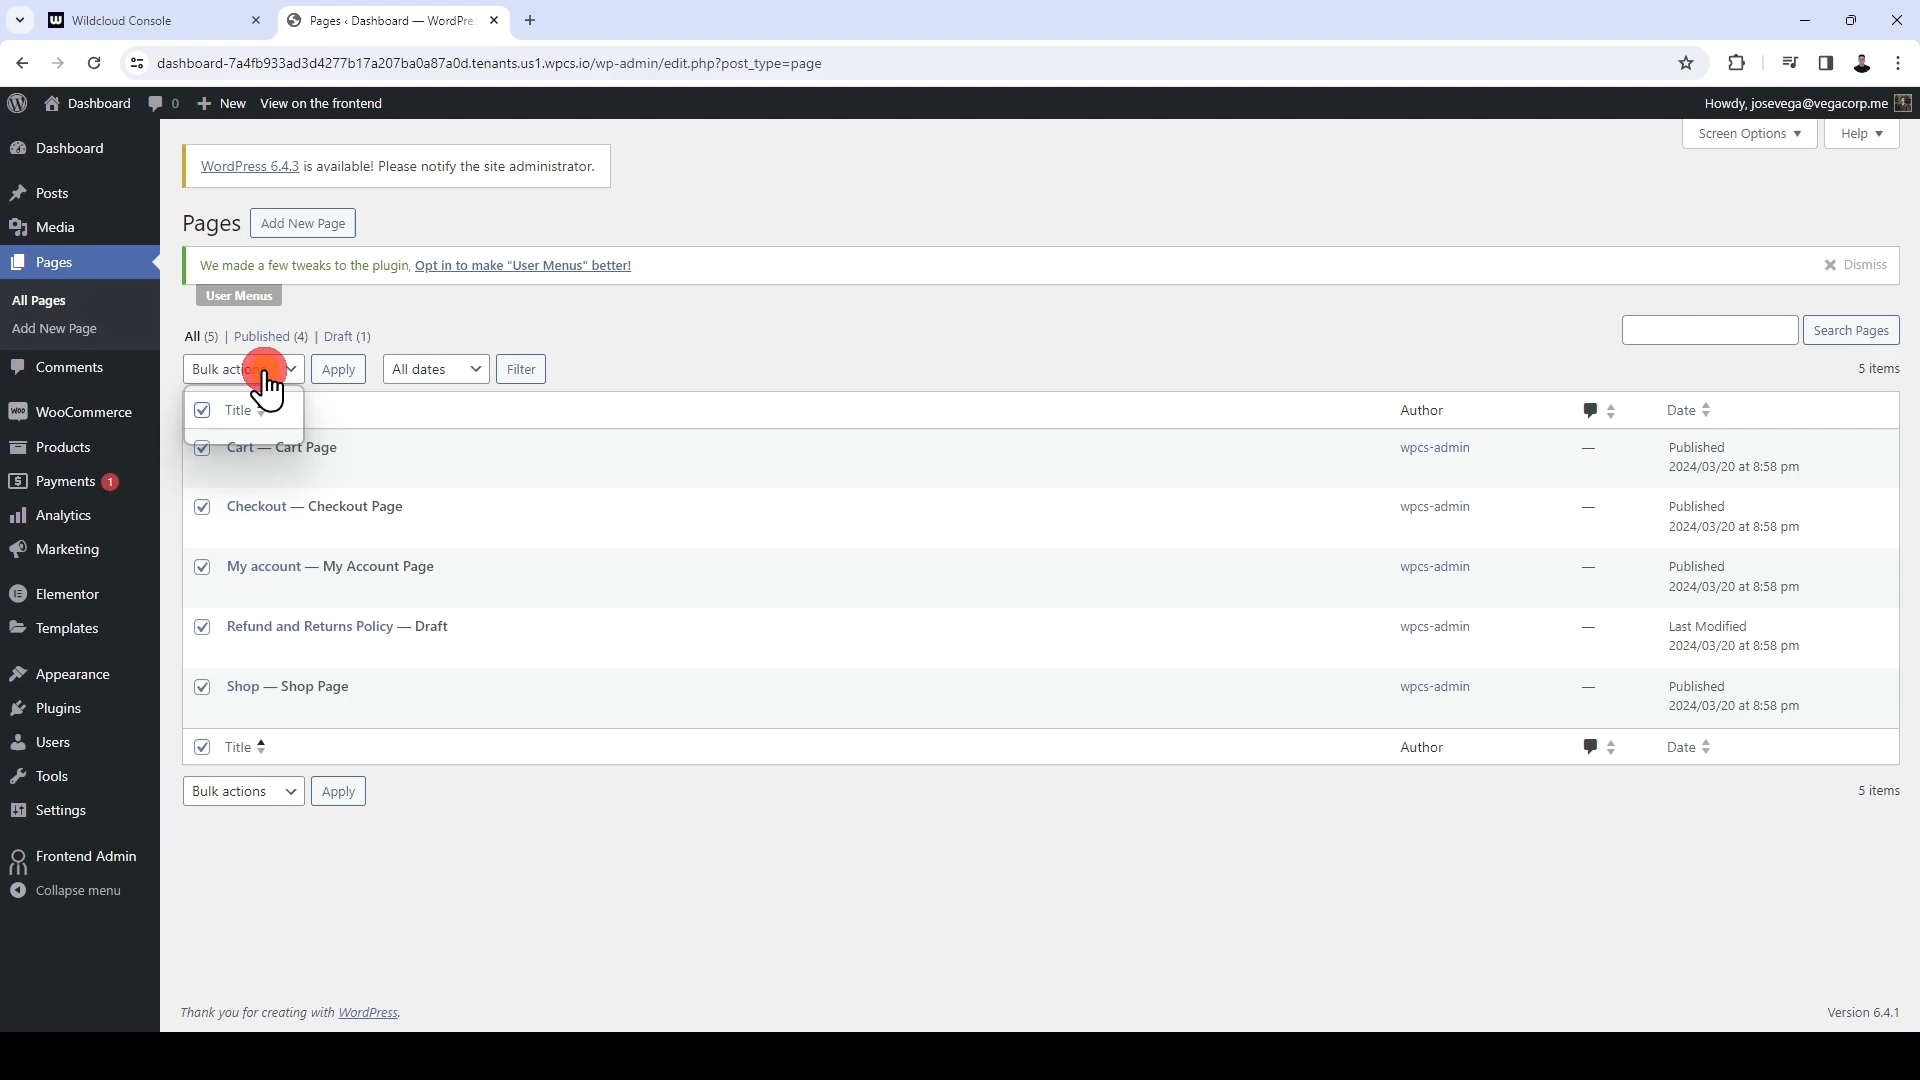 Wildcloud Console
Pages ‹ Dashboard — WordPre
dashboard-7a4fb933ad3d4277b17a207ba0a87a0d.tenants.us1.wpcs.io/wp-admin/edit.php?post_type=page
Dashboard 0 New View on the frontend Howdy, josevega@vegacorp.me
Screen Options Help
Dashboard
Posts
Media
Pages
All Pages
Add New Page
Comments
WooCommerce
Products
Payments 1
Analytics
Marketing
Elementor
Templates
Appearance
Plugins
Users
Tools
Settings
Frontend Admin
Collapse menu
WordPress 6.4.3 is available! Please notify the site administrator.
Pages Add New Page
We made a few tweaks to the plugin, Opt in to make "User Menus" better! Dismiss
User Menus
All (5) | Published (4) | Draft (1) Search Pages
Bulk actio Apply All dates Filter 5 items
Title Author Date
Cart — Cart Page wpcs-admin — Published
2024/03/20 at 8:58 pm
Checkout — Checkout Page wpcs-admin — Published
2024/03/20 at 8:58 pm
My account — My Account Page wpcs-admin — Published
2024/03/20 at 8:58 pm
Refund and Returns Policy — Draft wpcs-admin — Last Modified
2024/03/20 at 8:58 pm
Shop — Shop Page wpcs-admin — Published
2024/03/20 at 8:58 pm
Title Author Date
Bulk actions Apply 5 items
Thank you for creating with WordPress. Version 6.4.1